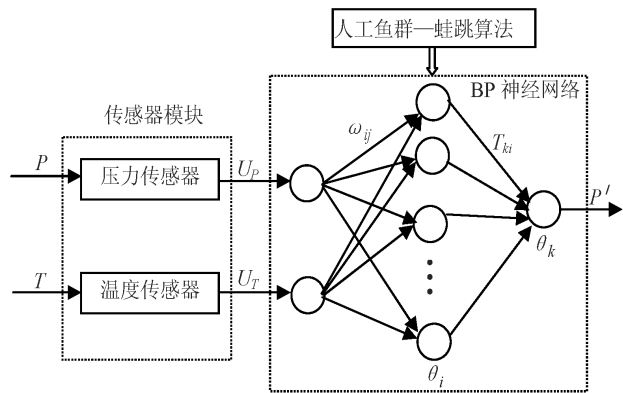 人工鱼群—蛙跳算法
BP 神经网络
传感器模块
ω_ij
T_ki
P
压力传感器
U_P
P′
θ_k
T
温度传感器
U_T
θ_i